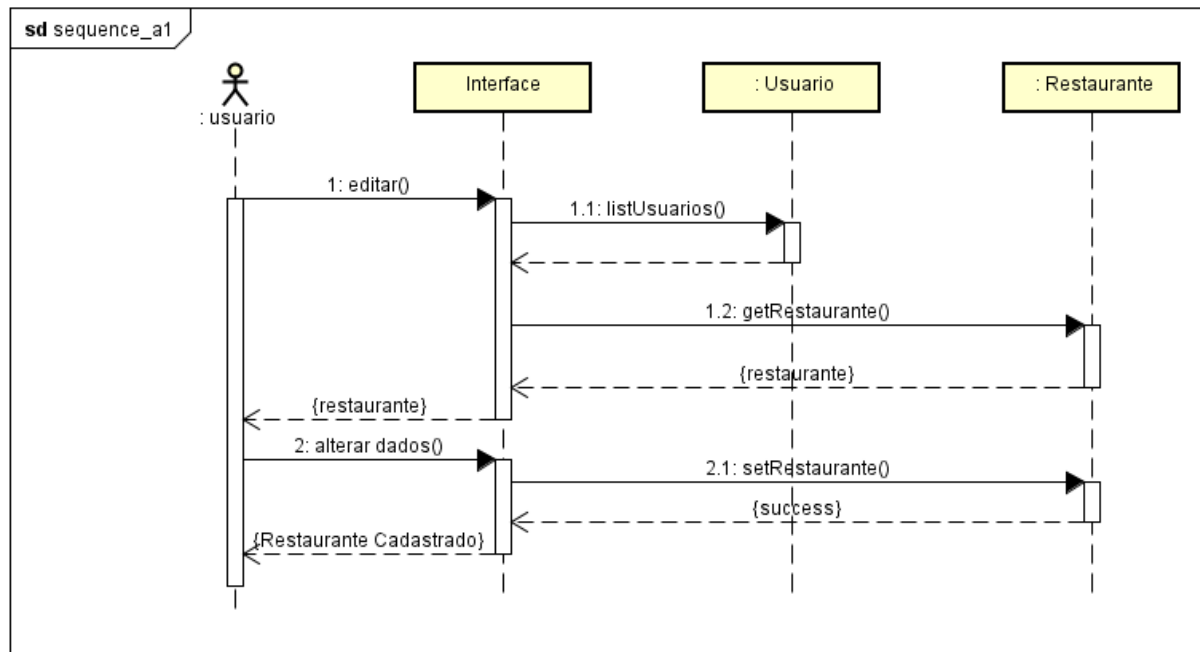 sd sequence_a1
: usuario
Interface
: Usuario
: Restaurante
1: editar()
1.1: listUsuarios()
1.2: getRestaurante()
{restaurante}
{restaurante}
2: alterar dados()
2.1: setRestaurante()
{success}
{Restaurante Cadastrado}